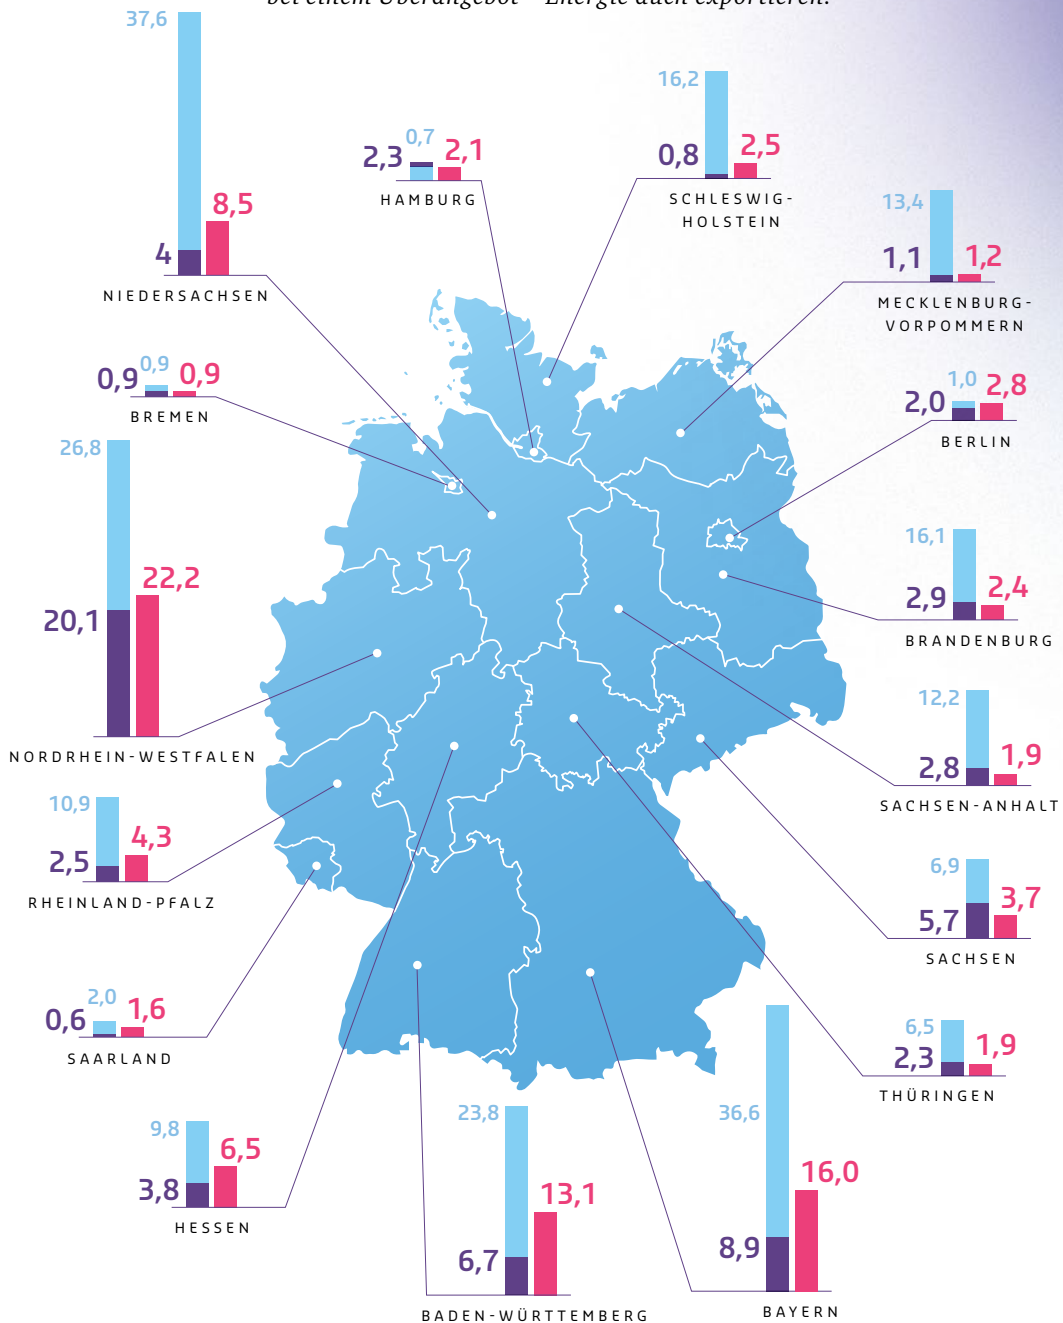 bei einem Überangebot – Energie auch exportieren.
37,6
4
8,5
NIEDERSACHSEN
0,7
2,3
2,1
HAMBURG
16,2
0,8
2,5
SCHLESWIG-
HOLSTEIN
13,4
1,1
1,2
MECKLENBURG-
VORPOMMERN
0,9
0,9
0,9
BREMEN
1,0
2,0
2,8
BERLIN
26,8
20,1
22,2
NORDRHEIN-WESTFALEN
16,1
2,9
2,4
BRANDENBURG
12,2
2,8
1,9
SACHSEN-ANHALT
10,9
2,5
4,3
RHEINLAND-PFALZ
6,9
5,7
3,7
SACHSEN
2,0
0,6
1,6
SAARLAND
6,5
2,3
1,9
THÜRINGEN
9,8
3,8
6,5
HESSEN
23,8
6,7
13,1
BADEN-WÜRTTEMBERG
36,6
8,9
16,0
BAYERN